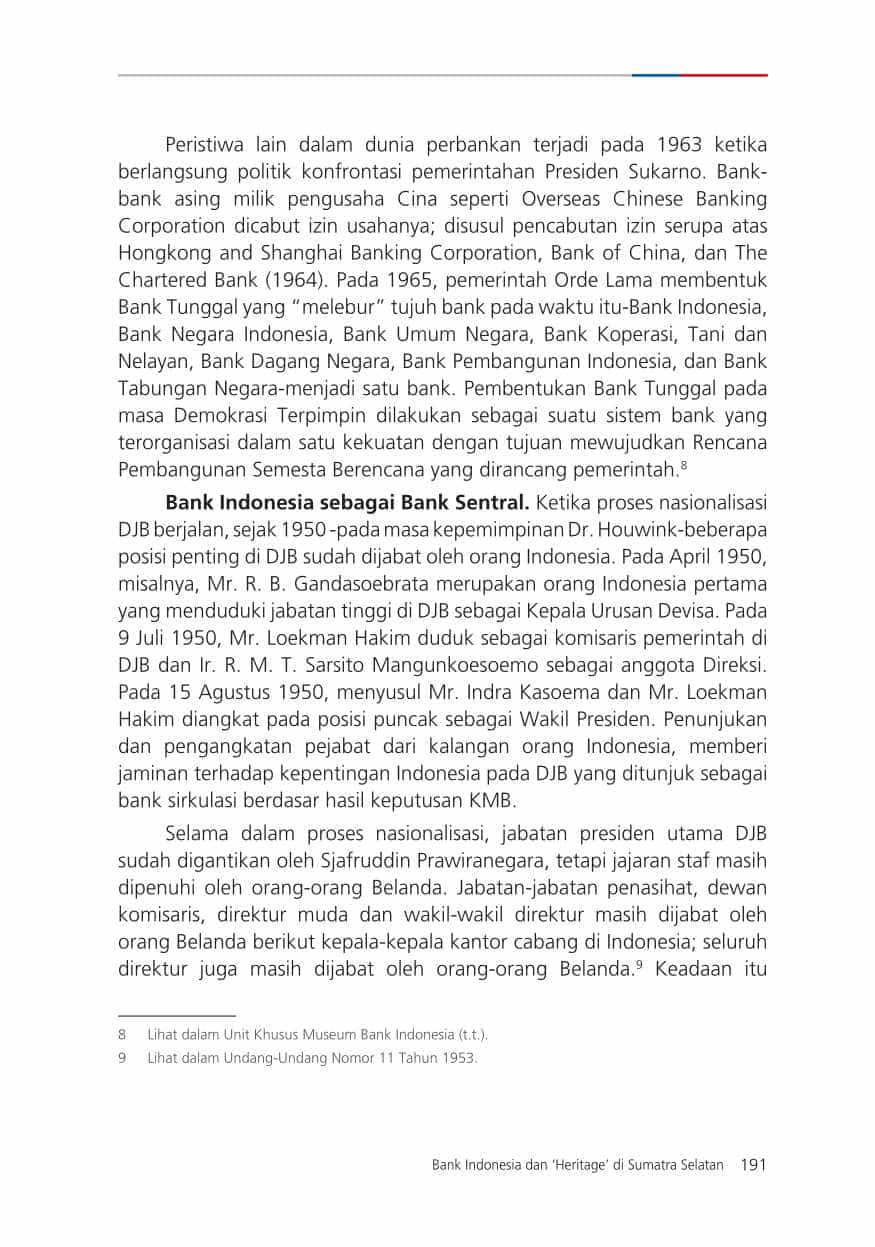 Peristiwa lain dalam dunia perbankan terjadi pada 1963 ketika
berlangsung politik konfrontasi pemerintahan Presiden Sukarno. Bank-
bank asing milik pengusaha Cina seperti Overseas Chinese Banking
Corporation dicabut izin usahanya; disusul pencabutan izin serupa atas
Hongkong and Shanghai Banking Corporation, Bank of China, dan The
Chartered Bank (1964). Pada 1965, pemerintah Orde Lama membentuk
Bank Tunggal yang “melebur” tujuh bank pada waktu itu-Bank Indonesia,
Bank Negara Indonesia, Bank Umum Negara, Bank Koperasi, Tani dan
Nelayan, Bank Dagang Negara, Bank Pembangunan Indonesia, dan Bank
Tabungan Negara-menjadi satu bank. Pembentukan Bank Tunggal pada
masa Demokrasi Terpimpin dilakukan sebagai suatu sistem bank yang
terorganisasi dalam satu kekuatan dengan tujuan mewujudkan Rencana
Pembangunan Semesta Berencana yang dirancang pemerintah.⁸
Bank Indonesia sebagai Bank Sentral. Ketika proses nasionalisasi
DJB berjalan, sejak 1950 -pada masa kepemimpinan Dr. Houwink-beberapa
posisi penting di DJB sudah dijabat oleh orang Indonesia. Pada April 1950,
misalnya, Mr. R. B. Gandasoebrata merupakan orang Indonesia pertama
yang menduduki jabatan tinggi di DJB sebagai Kepala Urusan Devisa. Pada
9 Juli 1950, Mr. Loekman Hakim duduk sebagai komisaris pemerintah di
DJB dan Ir. R. M. T. Sarsito Mangunkoesoemo sebagai anggota Direksi.
Pada 15 Agustus 1950, menyusul Mr. Indra Kasoema dan Mr. Loekman
Hakim diangkat pada posisi puncak sebagai Wakil Presiden. Penunjukan
dan pengangkatan pejabat dari kalangan orang Indonesia, memberi
jaminan terhadap kepentingan Indonesia pada DJB yang ditunjuk sebagai
bank sirkulasi berdasar hasil keputusan KMB.
Selama dalam proses nasionalisasi, jabatan presiden utama DJB
sudah digantikan oleh Sjafruddin Prawiranegara, tetapi jajaran staf masih
dipenuhi oleh orang-orang Belanda. Jabatan-jabatan penasihat, dewan
komisaris, direktur muda dan wakil-wakil direktur masih dijabat oleh
orang Belanda berikut kepala-kepala kantor cabang di Indonesia; seluruh
direktur juga masih dijabat oleh orang-orang Belanda.⁹ Keadaan itu
8 Lihat dalam Unit Khusus Museum Bank Indonesia (t.t.).
9 Lihat dalam Undang-Undang Nomor 11 Tahun 1953.
Bank Indonesia dan ‘Heritage’ di Sumatra Selatan 191